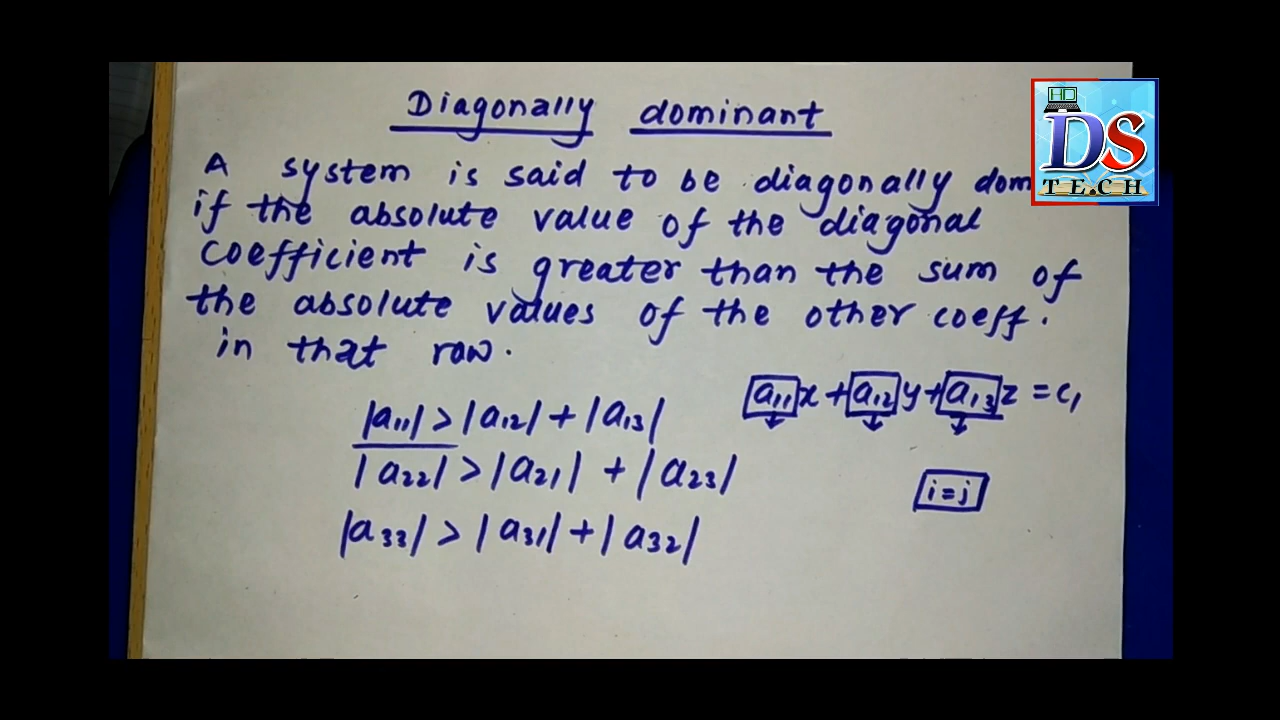 Diagonally dominant
A system is said to be diagonally dom
if the absolute value of the diagonal
coefficient is greater than the sum of
the absolute values of the other coeff.
in that row.
a₁₁x + a₁₂y + a₁₃z = c₁
|a₁₁| > |a₁₂| + |a₁₃|
|a₂₂| > |a₂₁| + |a₂₃|
i=j
|a₃₃| > |a₃₁| + |a₃₂|
HD
DS
TECH